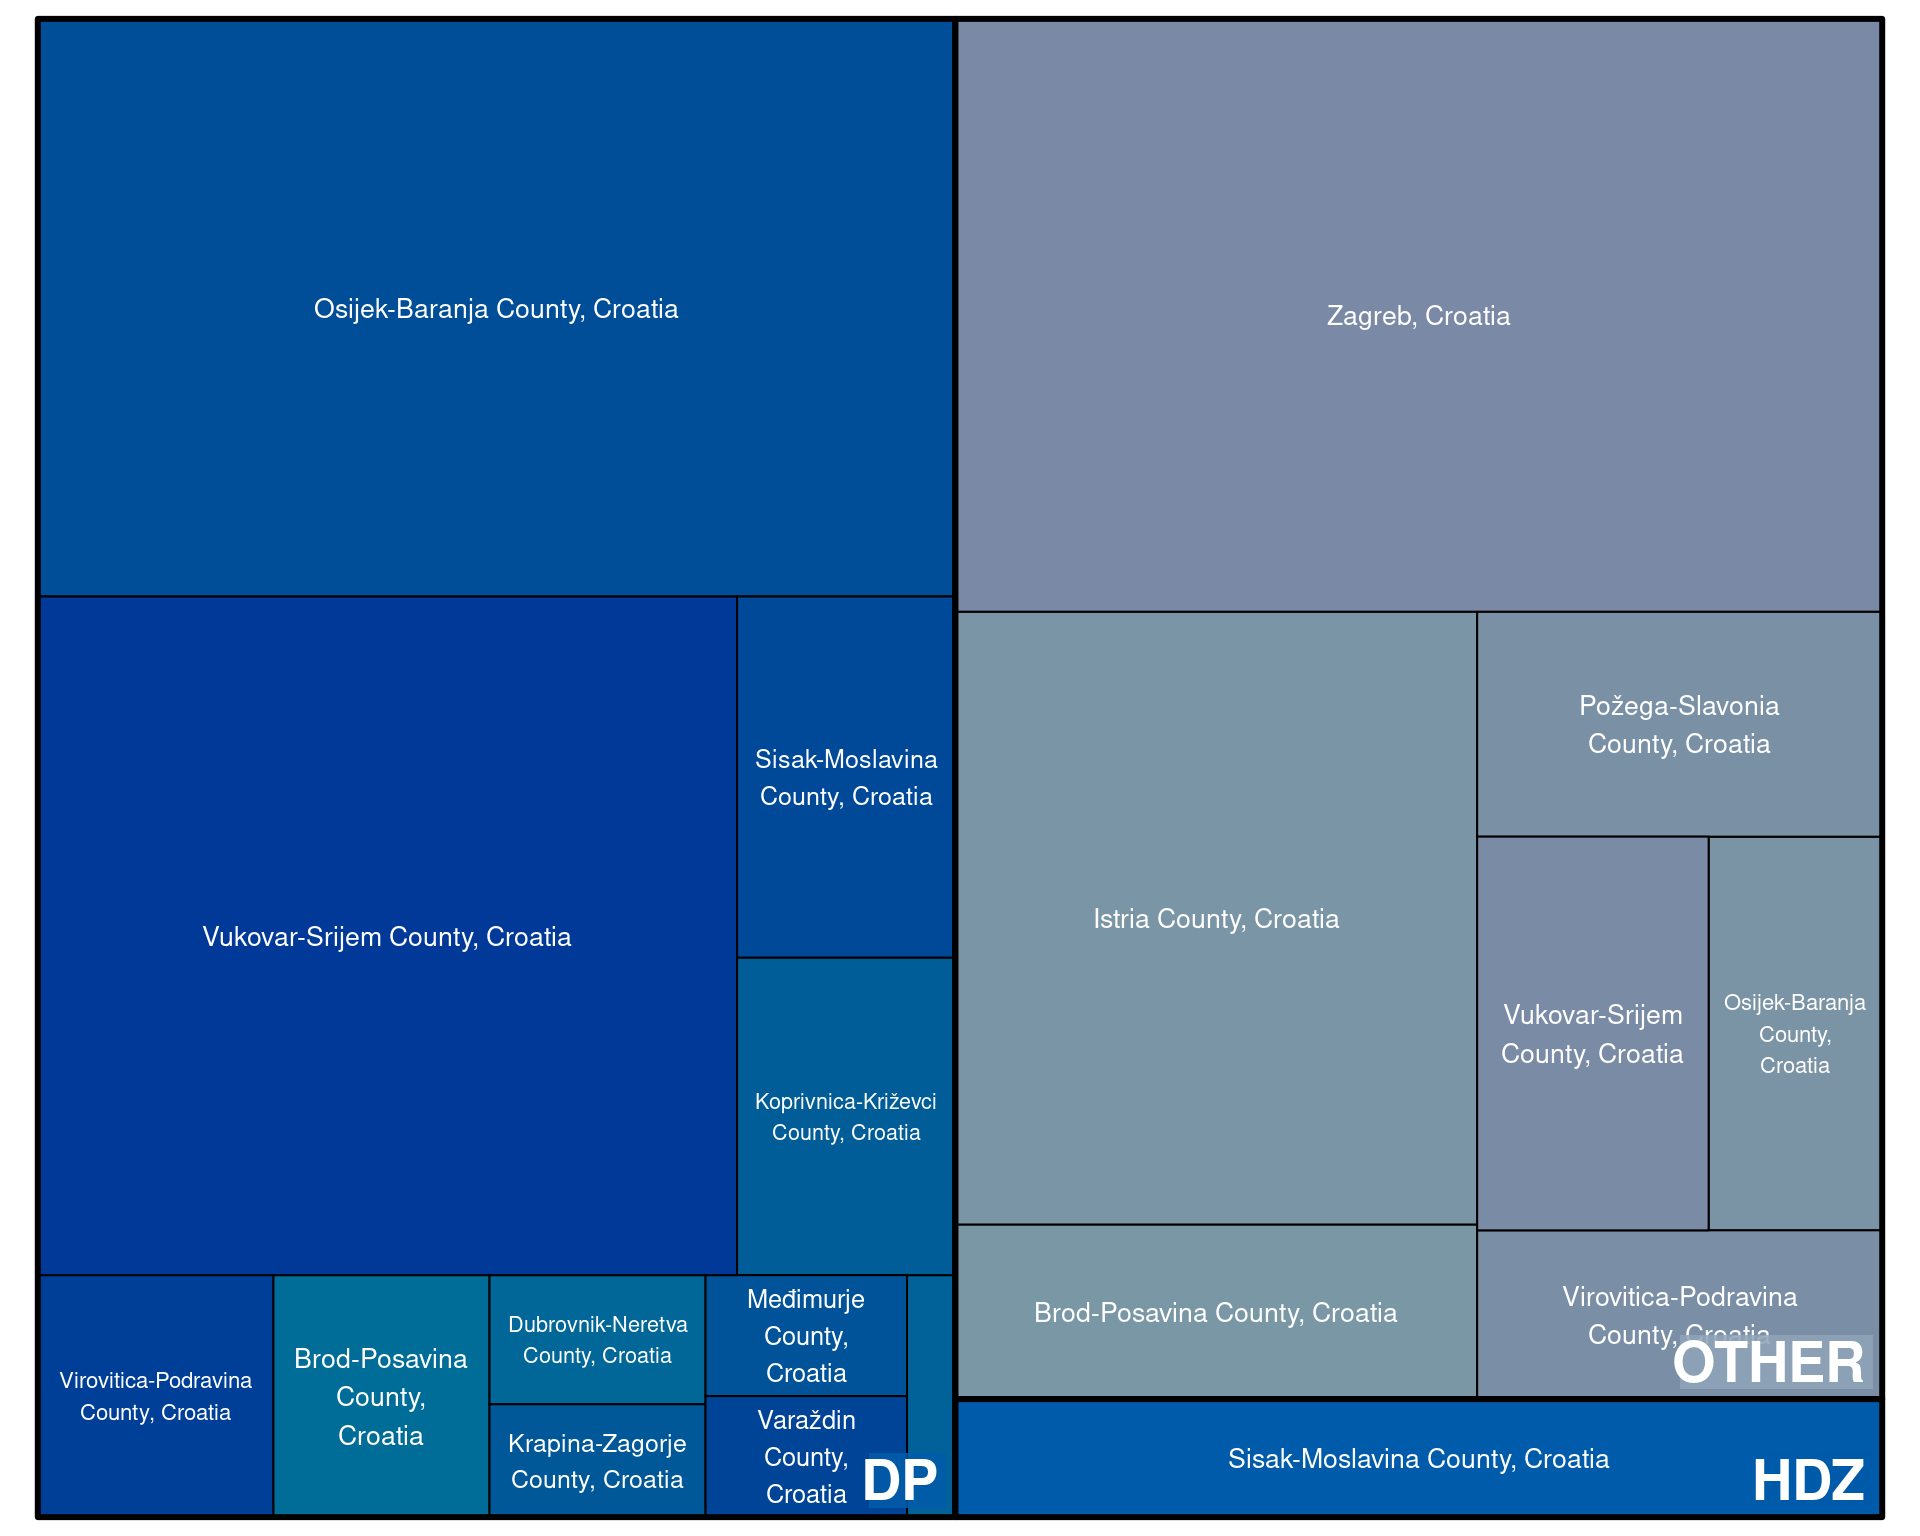 Osijek-Baranja County, Croatia
Vukovar-Srijem County, Croatia
Sisak-Moslavina
County, Croatia
Koprivnica-Križevci
County, Croatia
Virovitica-Podravina
County, Croatia
Brod-Posavina
County,
Croatia
Dubrovnik-Neretva
County, Croatia
Krapina-Zagorje
County, Croatia
Međimurje
County,
Croatia
Varaždin
County,
Croatia
DP
Zagreb, Croatia
Istria County, Croatia
Požega-Slavonia
County, Croatia
Vukovar-Srijem
County, Croatia
Osijek-Baranja
County,
Croatia
Brod-Posavina County, Croatia
Virovitica-Podravina
County, Croatia
OTHER
Sisak-Moslavina County, Croatia
HDZ